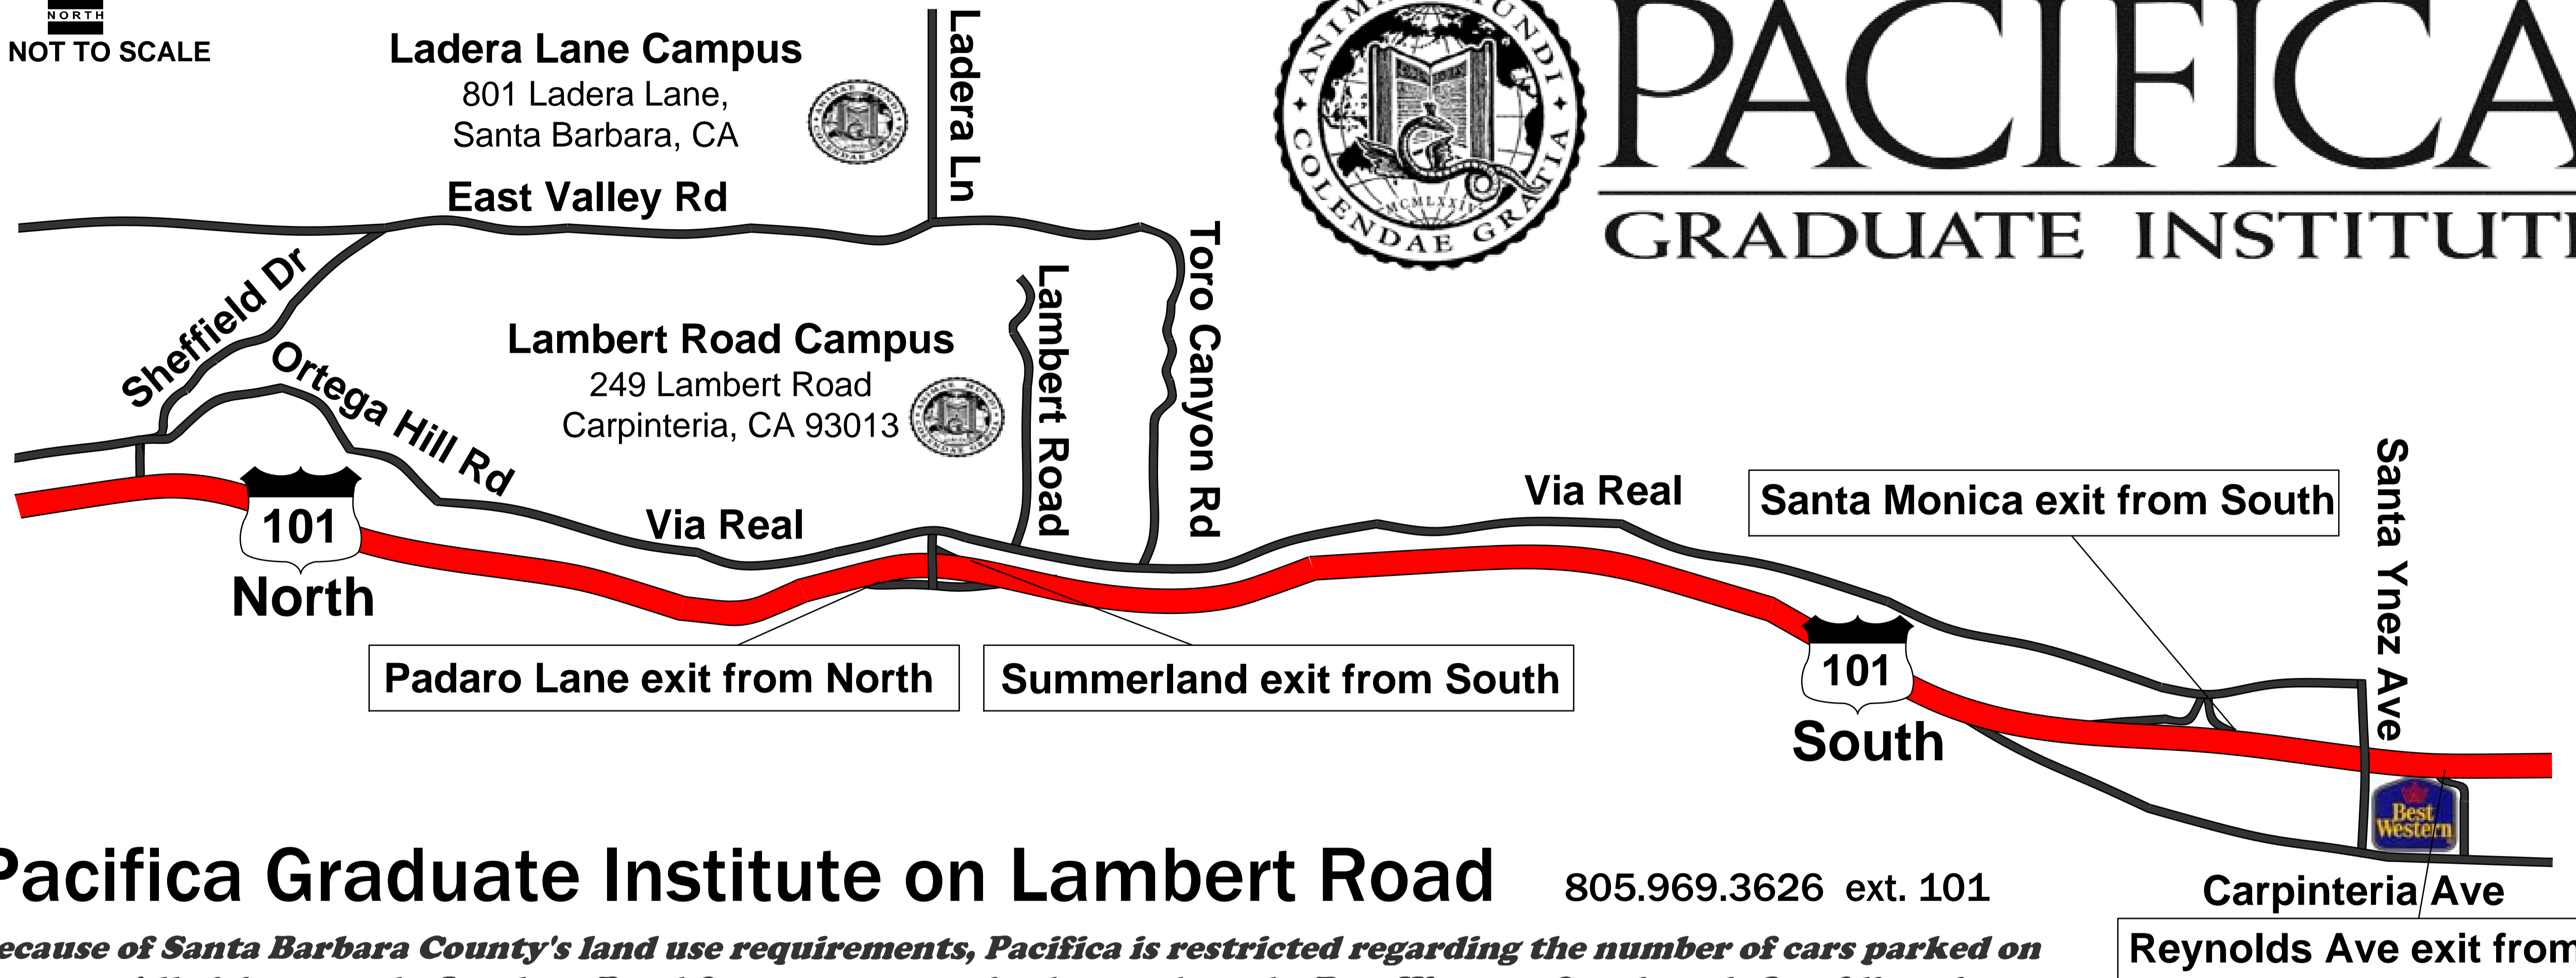 NORTH
NOT TO SCALE
Ladera Lane Campus
801 Ladera Lane,
Santa Barbara, CA
Ladera Ln
ANIMAE MUNDI
COLENDAE GRATIA
MCMLXXIV
PACIFICA
GRADUATE INSTITUT
East Valley Rd
Sheffield Dr
Ortega Hill Rd
Lambert Road Campus
249 Lambert Road
Carpinteria, CA 93013
Lambert Road
Toro Canyon Rd
Via Real
Via Real
101
North
Santa Monica exit from South
Santa Ynez Ave
Padaro Lane exit from North
Summerland exit from South
101
South
Best
Western
Pacifica Graduate Institute on Lambert Road
805.969.3626 ext. 101
Carpinteria Ave
Reynolds Ave exit from
ecause of Santa Barbara County's land use requirements, Pacifica is restricted regarding the number of cars parked on